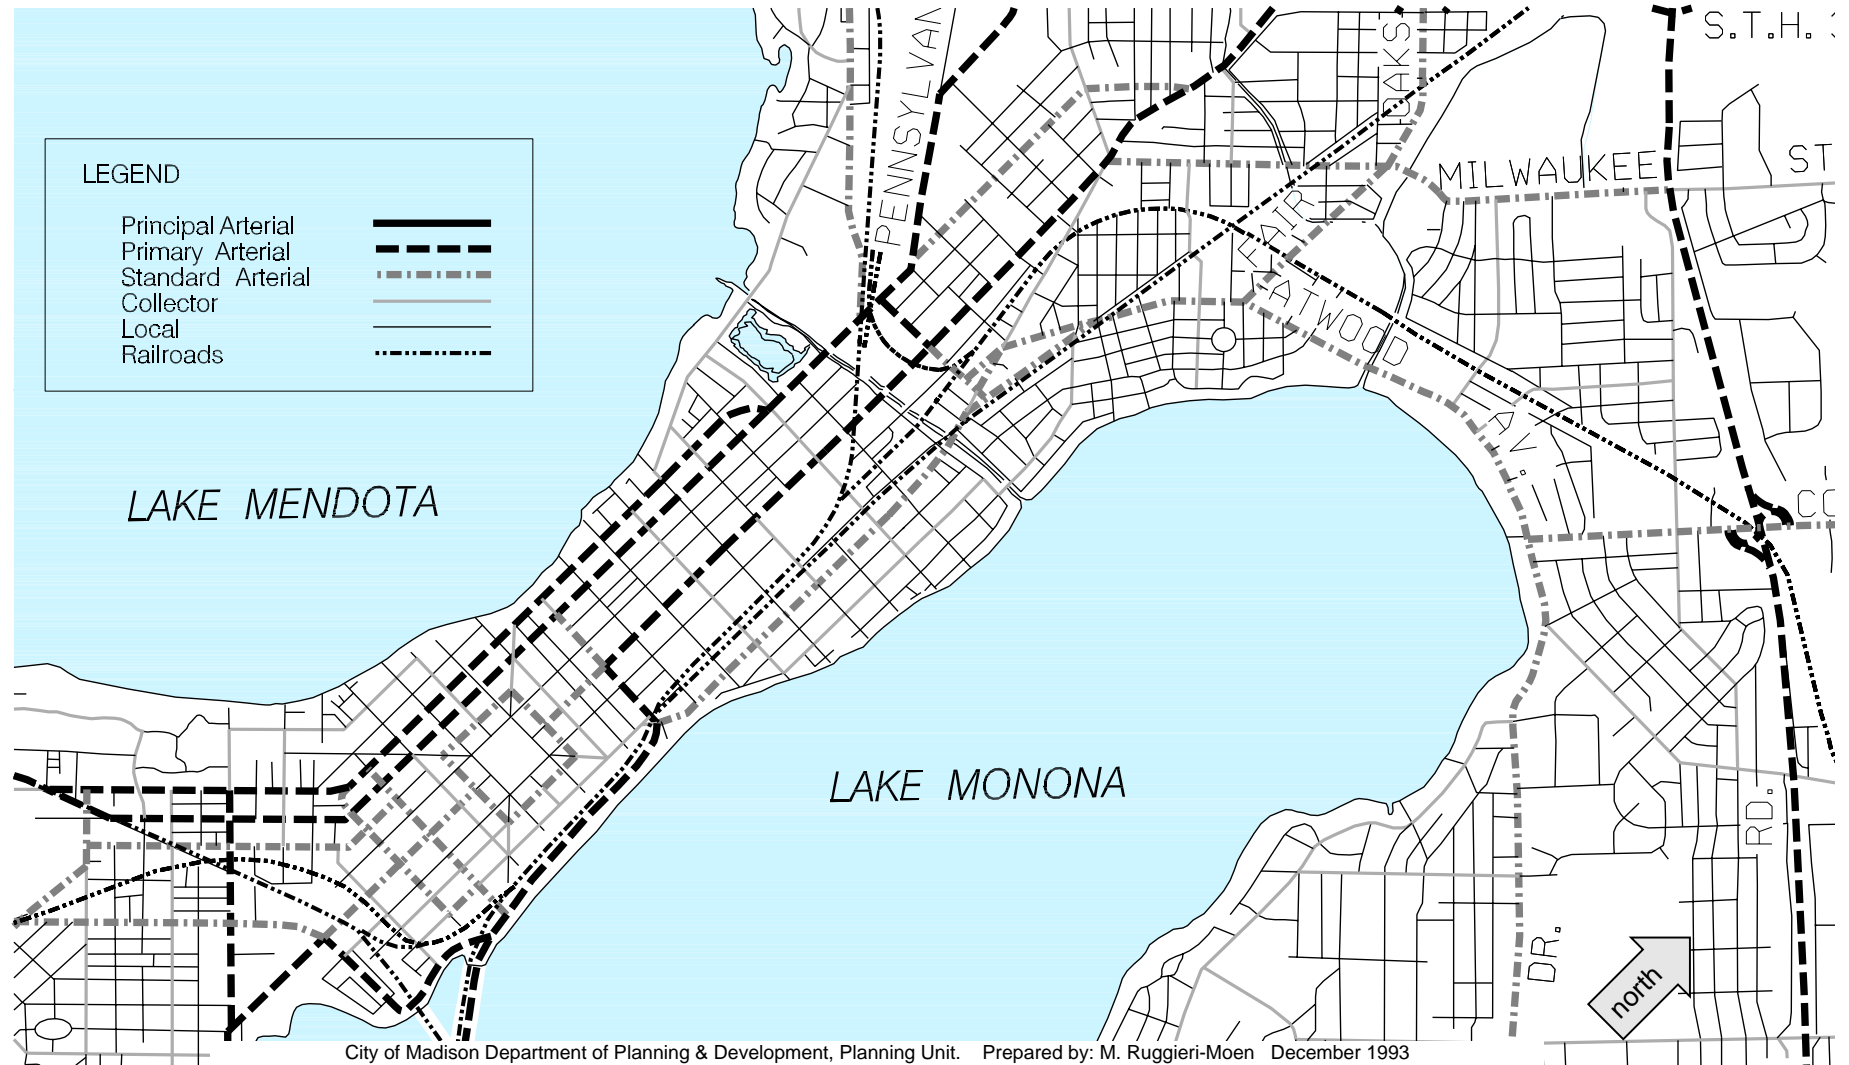 S.T.H.
PENNSYLVAN
OAKS
MILWAUKEE
ST
LEGEND
Principal Arterial
Primary Arterial
Standard Arterial
Collector
Local
Railroads
FAIR
ATWOOD
LAKE MENDOTA
CO
LAKE MONONA
RD.
DR.
north
City of Madison Department of Planning & Development, Planning Unit. Prepared by: M. Ruggieri-Moen December 1993